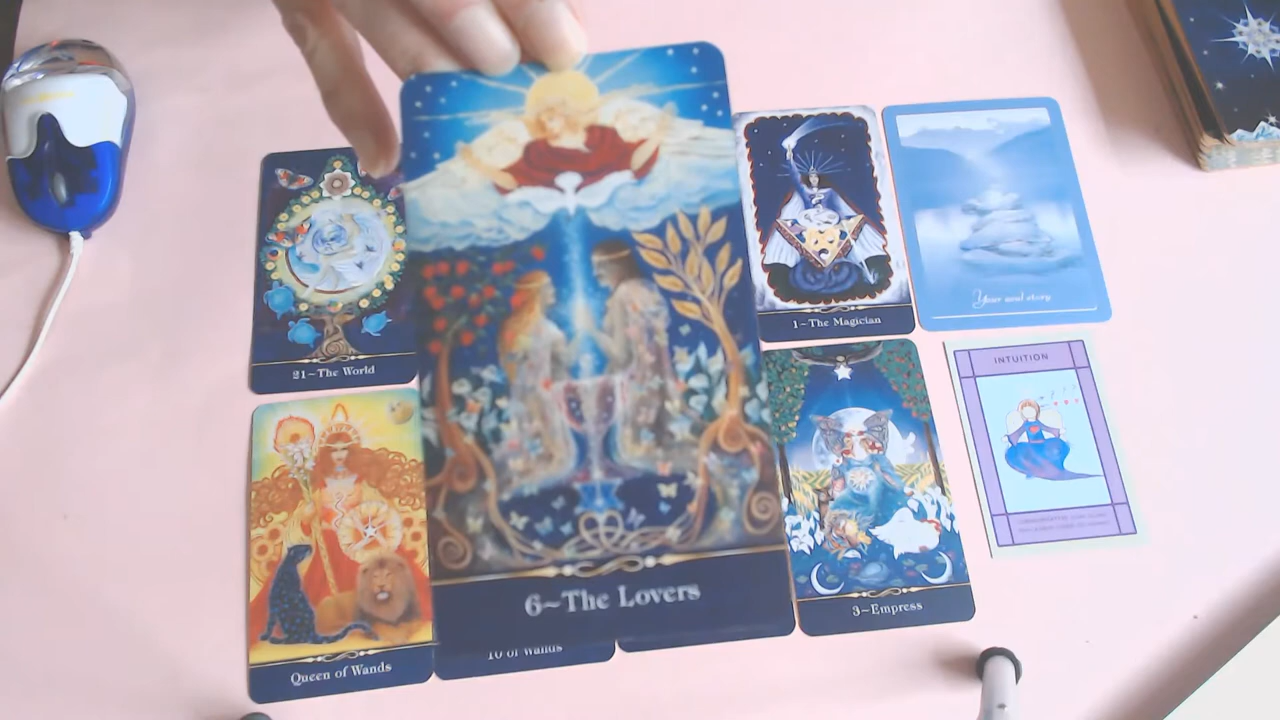 21~The World
6~The Lovers
1~The Magician
Your soul story
INTUITION
Queen of Wands
10 of Wands
3~Empress